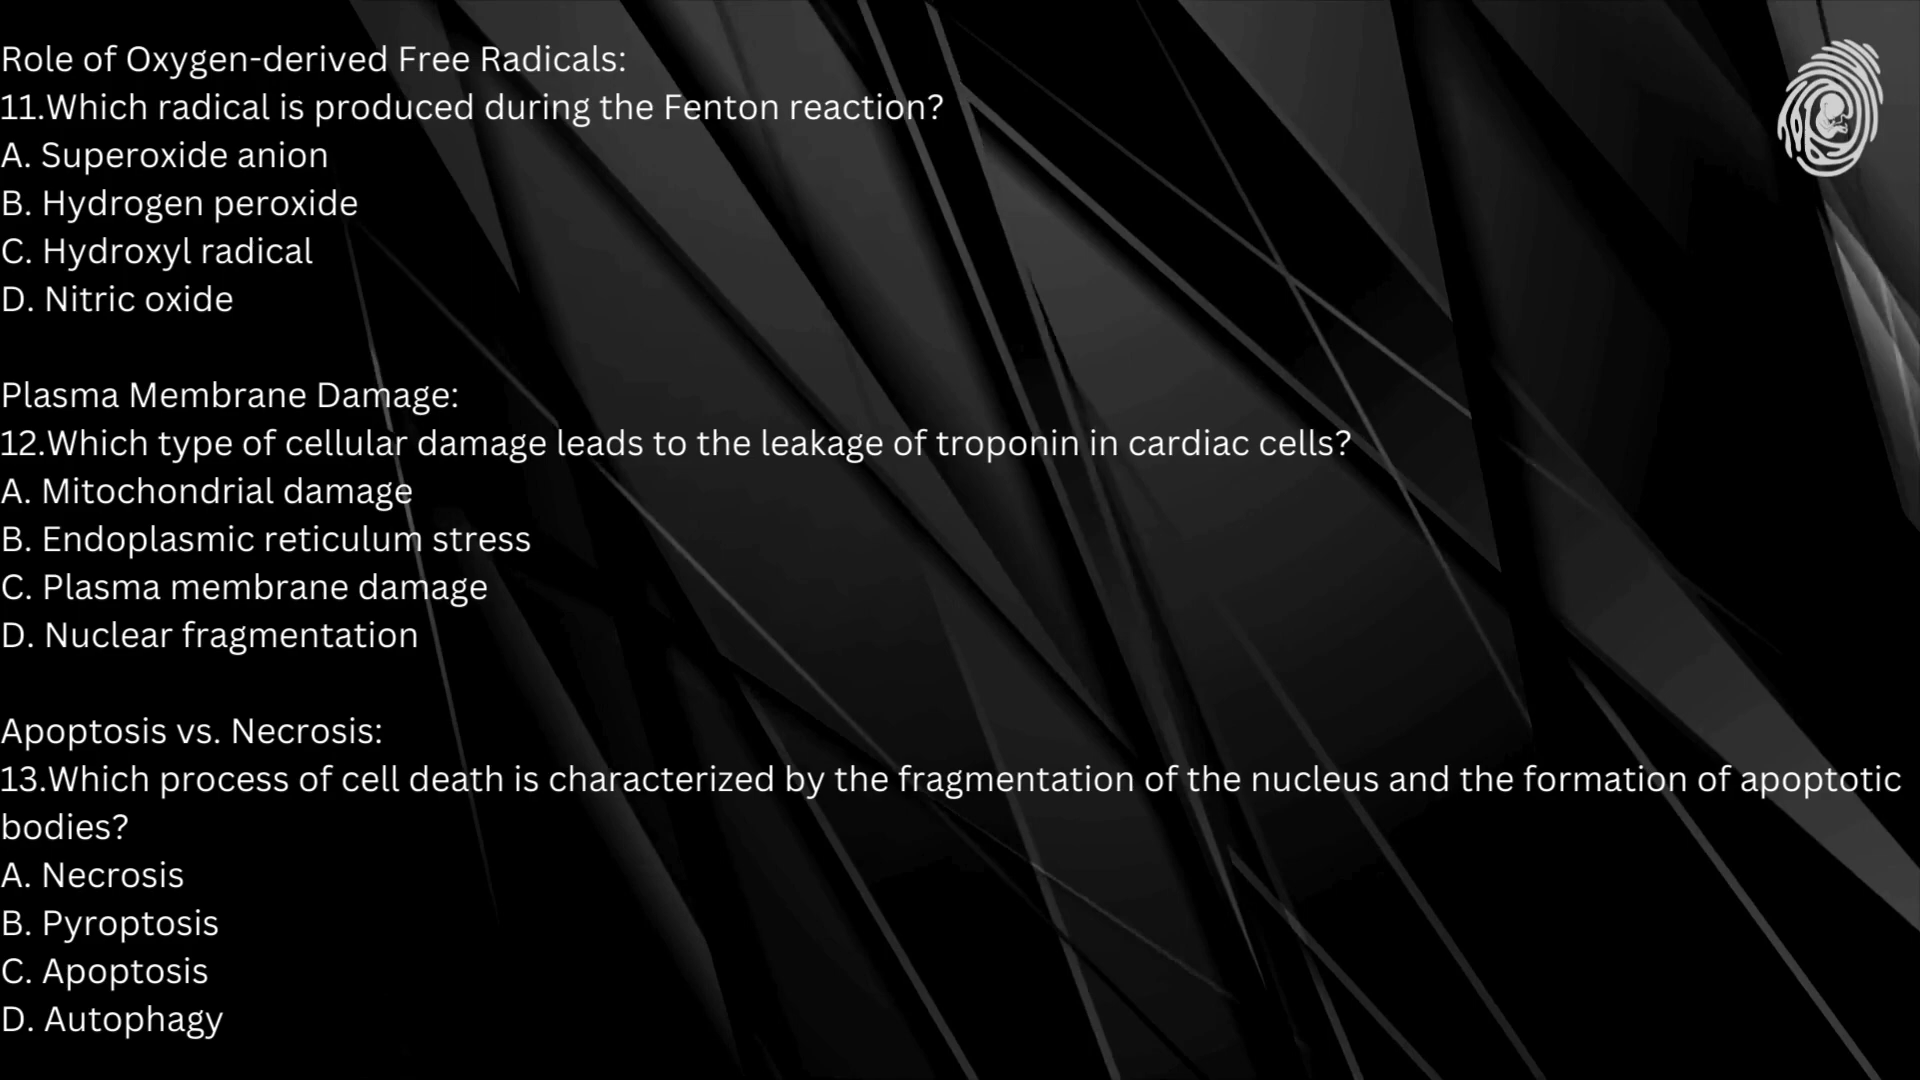 Role of Oxygen-derived Free Radicals:
11.Which radical is produced during the Fenton reaction?
A. Superoxide anion
B. Hydrogen peroxide
C. Hydroxyl radical
D. Nitric oxide
Plasma Membrane Damage:
12.Which type of cellular damage leads to the leakage of troponin in cardiac cells?
A. Mitochondrial damage
B. Endoplasmic reticulum stress
C. Plasma membrane damage
D. Nuclear fragmentation
Apoptosis vs. Necrosis:
13.Which process of cell death is characterized by the fragmentation of the nucleus and the formation of apoptotic
bodies?
A. Necrosis
B. Pyroptosis
C. Apoptosis
D. Autophagy